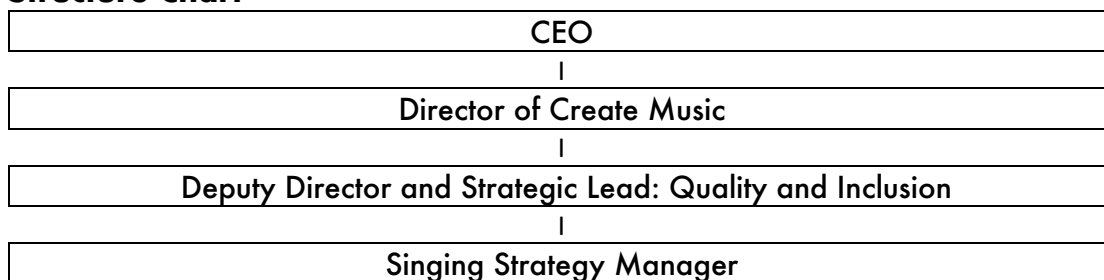 CEO
|
Director of Create Music
|
Deputy Director and Strategic Lead: Quality and Inclusion
|
Singing Strategy Manager